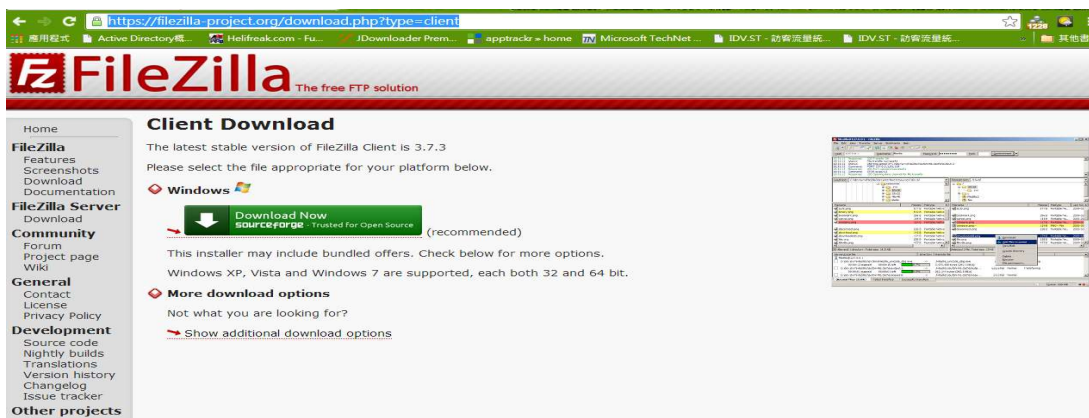 https://filezilla-project.org/download.php?type=client
1228
應用程式 Active Directory概... Helifreak.com - Fu... JDownloader Prem... apptrackr » home Microsoft TechNet ... IDV.ST - 訪客流量統... IDV.ST - 訪客流量統... » 其他書
FileZilla The free FTP solution
Home
FileZilla
Features
Screenshots
Download
Documentation
FileZilla Server
Download
Community
Forum
Project page
Wiki
General
Contact
License
Privacy Policy
Development
Source code
Nightly builds
Translations
Version history
Changelog
Issue tracker
Other projects
Client Download
The latest stable version of FileZilla Client is 3.7.3
Please select the file appropriate for your platform below.
Windows
Download Now
sourceforge - Trusted for Open Source
(recommended)
This installer may include bundled offers. Check below for more options.
Windows XP, Vista and Windows 7 are supported, each both 32 and 64 bit.
More download options
Not what you are looking for?
Show additional download options